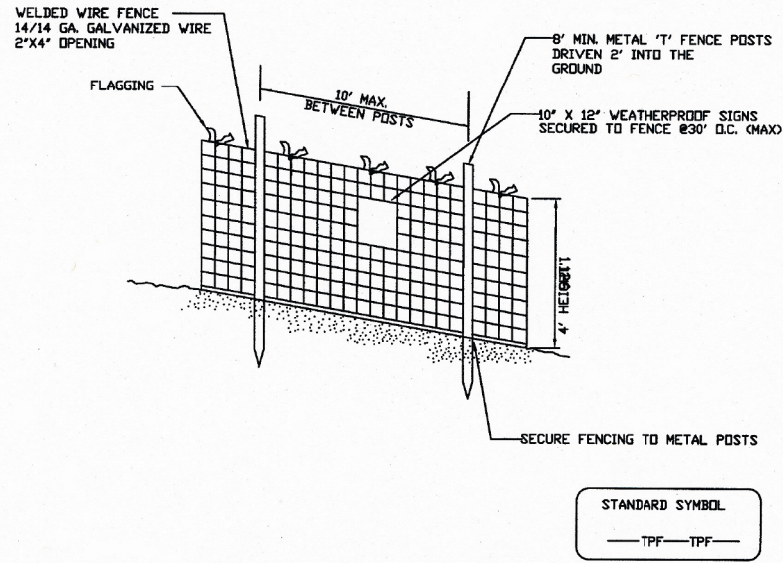 WELDED WIRE FENCE
14/14 GA. GALVANIZED WIRE
2"X4" OPENING
FLAGGING
10' MAX.
BETWEEN POSTS
8' MIN. METAL 'T' FENCE POSTS
DRIVEN 2' INTO THE
GROUND
10" X 12" WEATHERPROOF SIGNS
SECURED TO FENCE @30' O.C. (MAX)
4'
SECURE FENCING TO METAL POSTS
STANDARD SYMBOL
TPF TPF